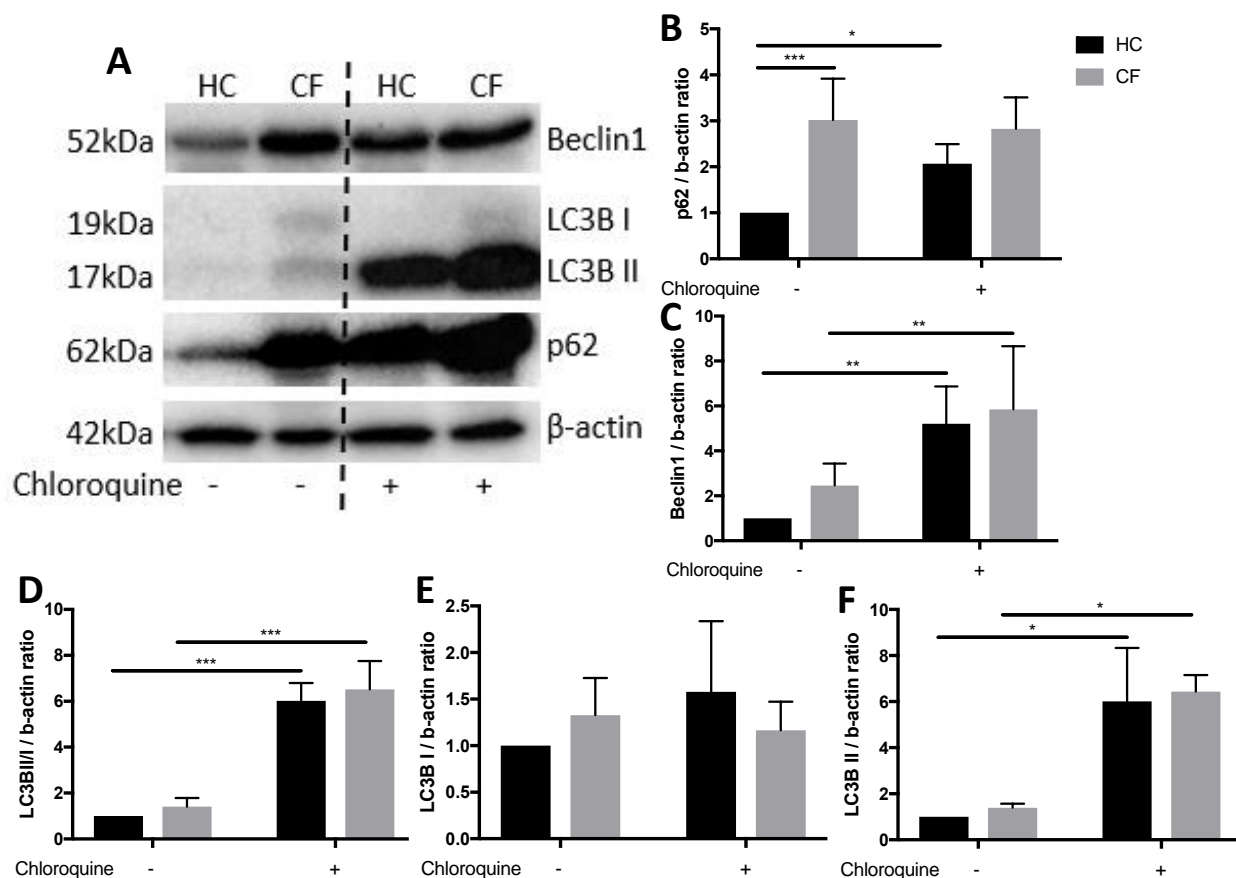 A
HC CF HC CF
52kDa Beclin1
19kDa LC3B I
17kDa LC3B II
62kDa p62
42kDa β-actin
Chloroquine - - + +
B
p62 / b-actin ratio
5
4
3
2
1
0
***
*
HC
CF
Chloroquine - +
C
Beclin1 / b-actin ratio
10
8
6
4
2
0
**
**
Chloroquine - +
D
LC3BII/I / b-actin ratio
10
8
6
4
2
0
***
***
Chloroquine - +
E
LC3B I / b-actin ratio
2.5
2.0
1.5
1.0
0.5
0.0
Chloroquine - +
F
LC3B II / b-actin ratio
10
8
6
4
2
0
*
*
Chloroquine - +